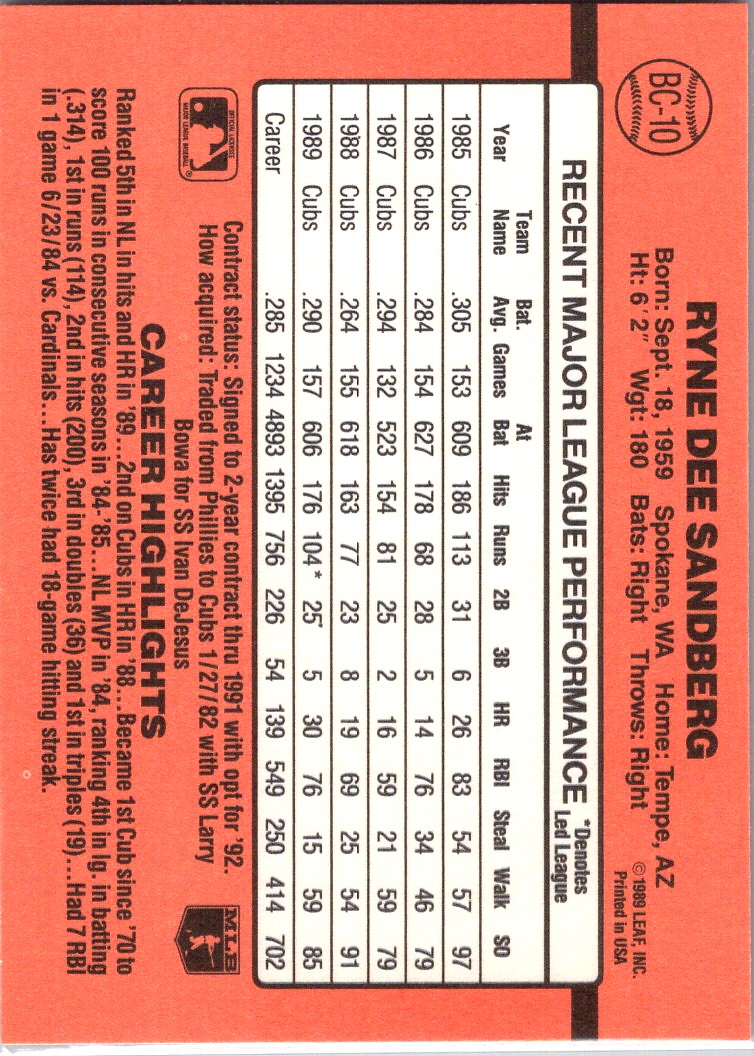 BC-10
RYNE DEE SANDBERG
Born: Sept. 18, 1959 Spokane, WA Home: Tempe, AZ
Ht: 6'2" Wgt: 180 Bats: Right Throws: Right
©1989 LEAF, INC.
Printed in USA
RECENT MAJOR LEAGUE PERFORMANCE *Denotes Led League
Year Team Name Bat. Avg. Games At Bat Hits Runs 2B 3B HR RBI Steal Walk SO
1985 Cubs .305 153 609 186 113 31 6 26 83 54 57 97
1986 Cubs .284 154 627 178 68 28 5 14 76 34 46 79
1987 Cubs .294 132 523 154 81 25 2 16 59 21 59 79
1988 Cubs .264 155 618 163 77 23 8 19 69 25 54 91
1989 Cubs .290 157 606 176 104* 25 5 30 76 15 59 85
Career .285 1234 4893 1395 756 226 54 139 549 250 414 702
OFFICIAL LICENSEE
MAJOR LEAGUE BASEBALL
®
Contract status: Signed to 2-year contract thru 1991 with opt for '92.
How acquired: Traded from Phillies to Cubs 1/27/82 with SS Larry
Bowa for SS Ivan DeJesus
MLB
CAREER HIGHLIGHTS
Ranked 5th in NL in hits and HR in '89...2nd on Cubs in HR in '88...Became 1st Cub since '70 to
score 100 runs in consecutive seasons in '84-'85...NL MVP in '84, ranking 4th in lg. in batting
(.314), 1st in runs (114), 2nd in hits (200), 3rd in doubles (36) and 1st in triples (19)...Had 7 RBI
in 1 game 6/23/84 vs. Cardinals...Has twice had 18-game hitting streak.